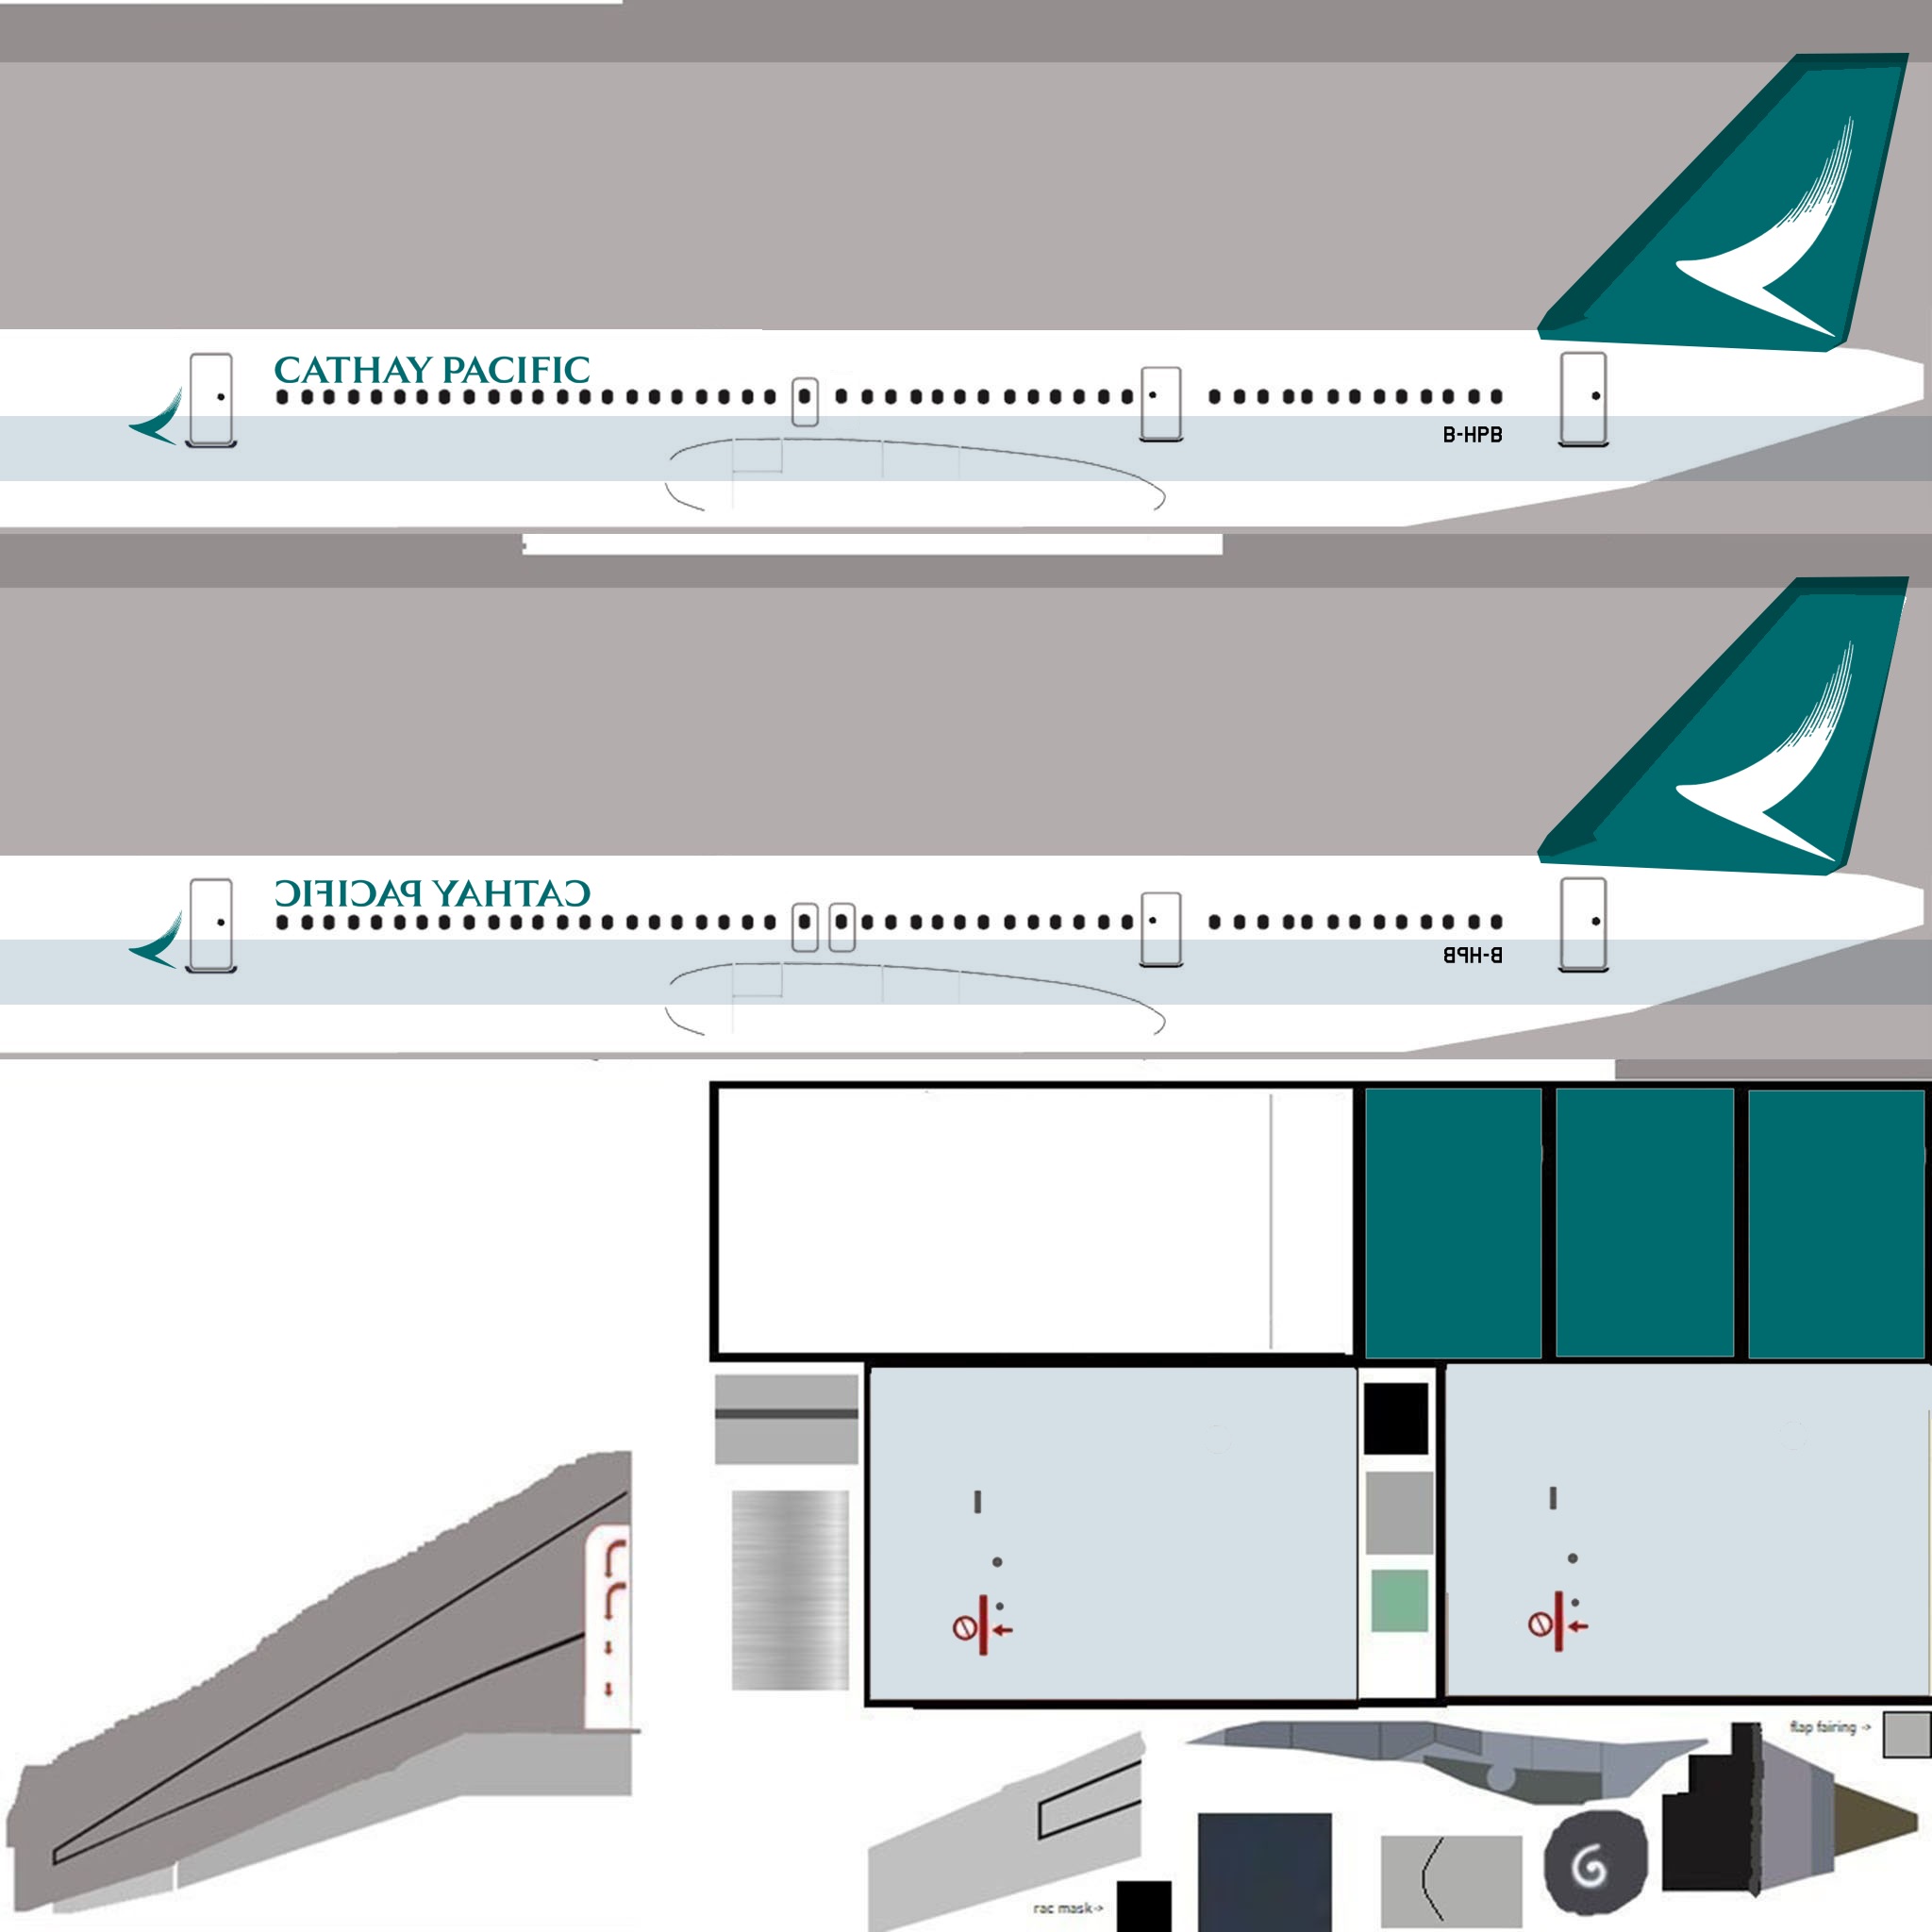 CATHAY PACIFIC
B-HPB
CATHAY PACIFIC
B-HPB
flap fairing ->
rac mask->